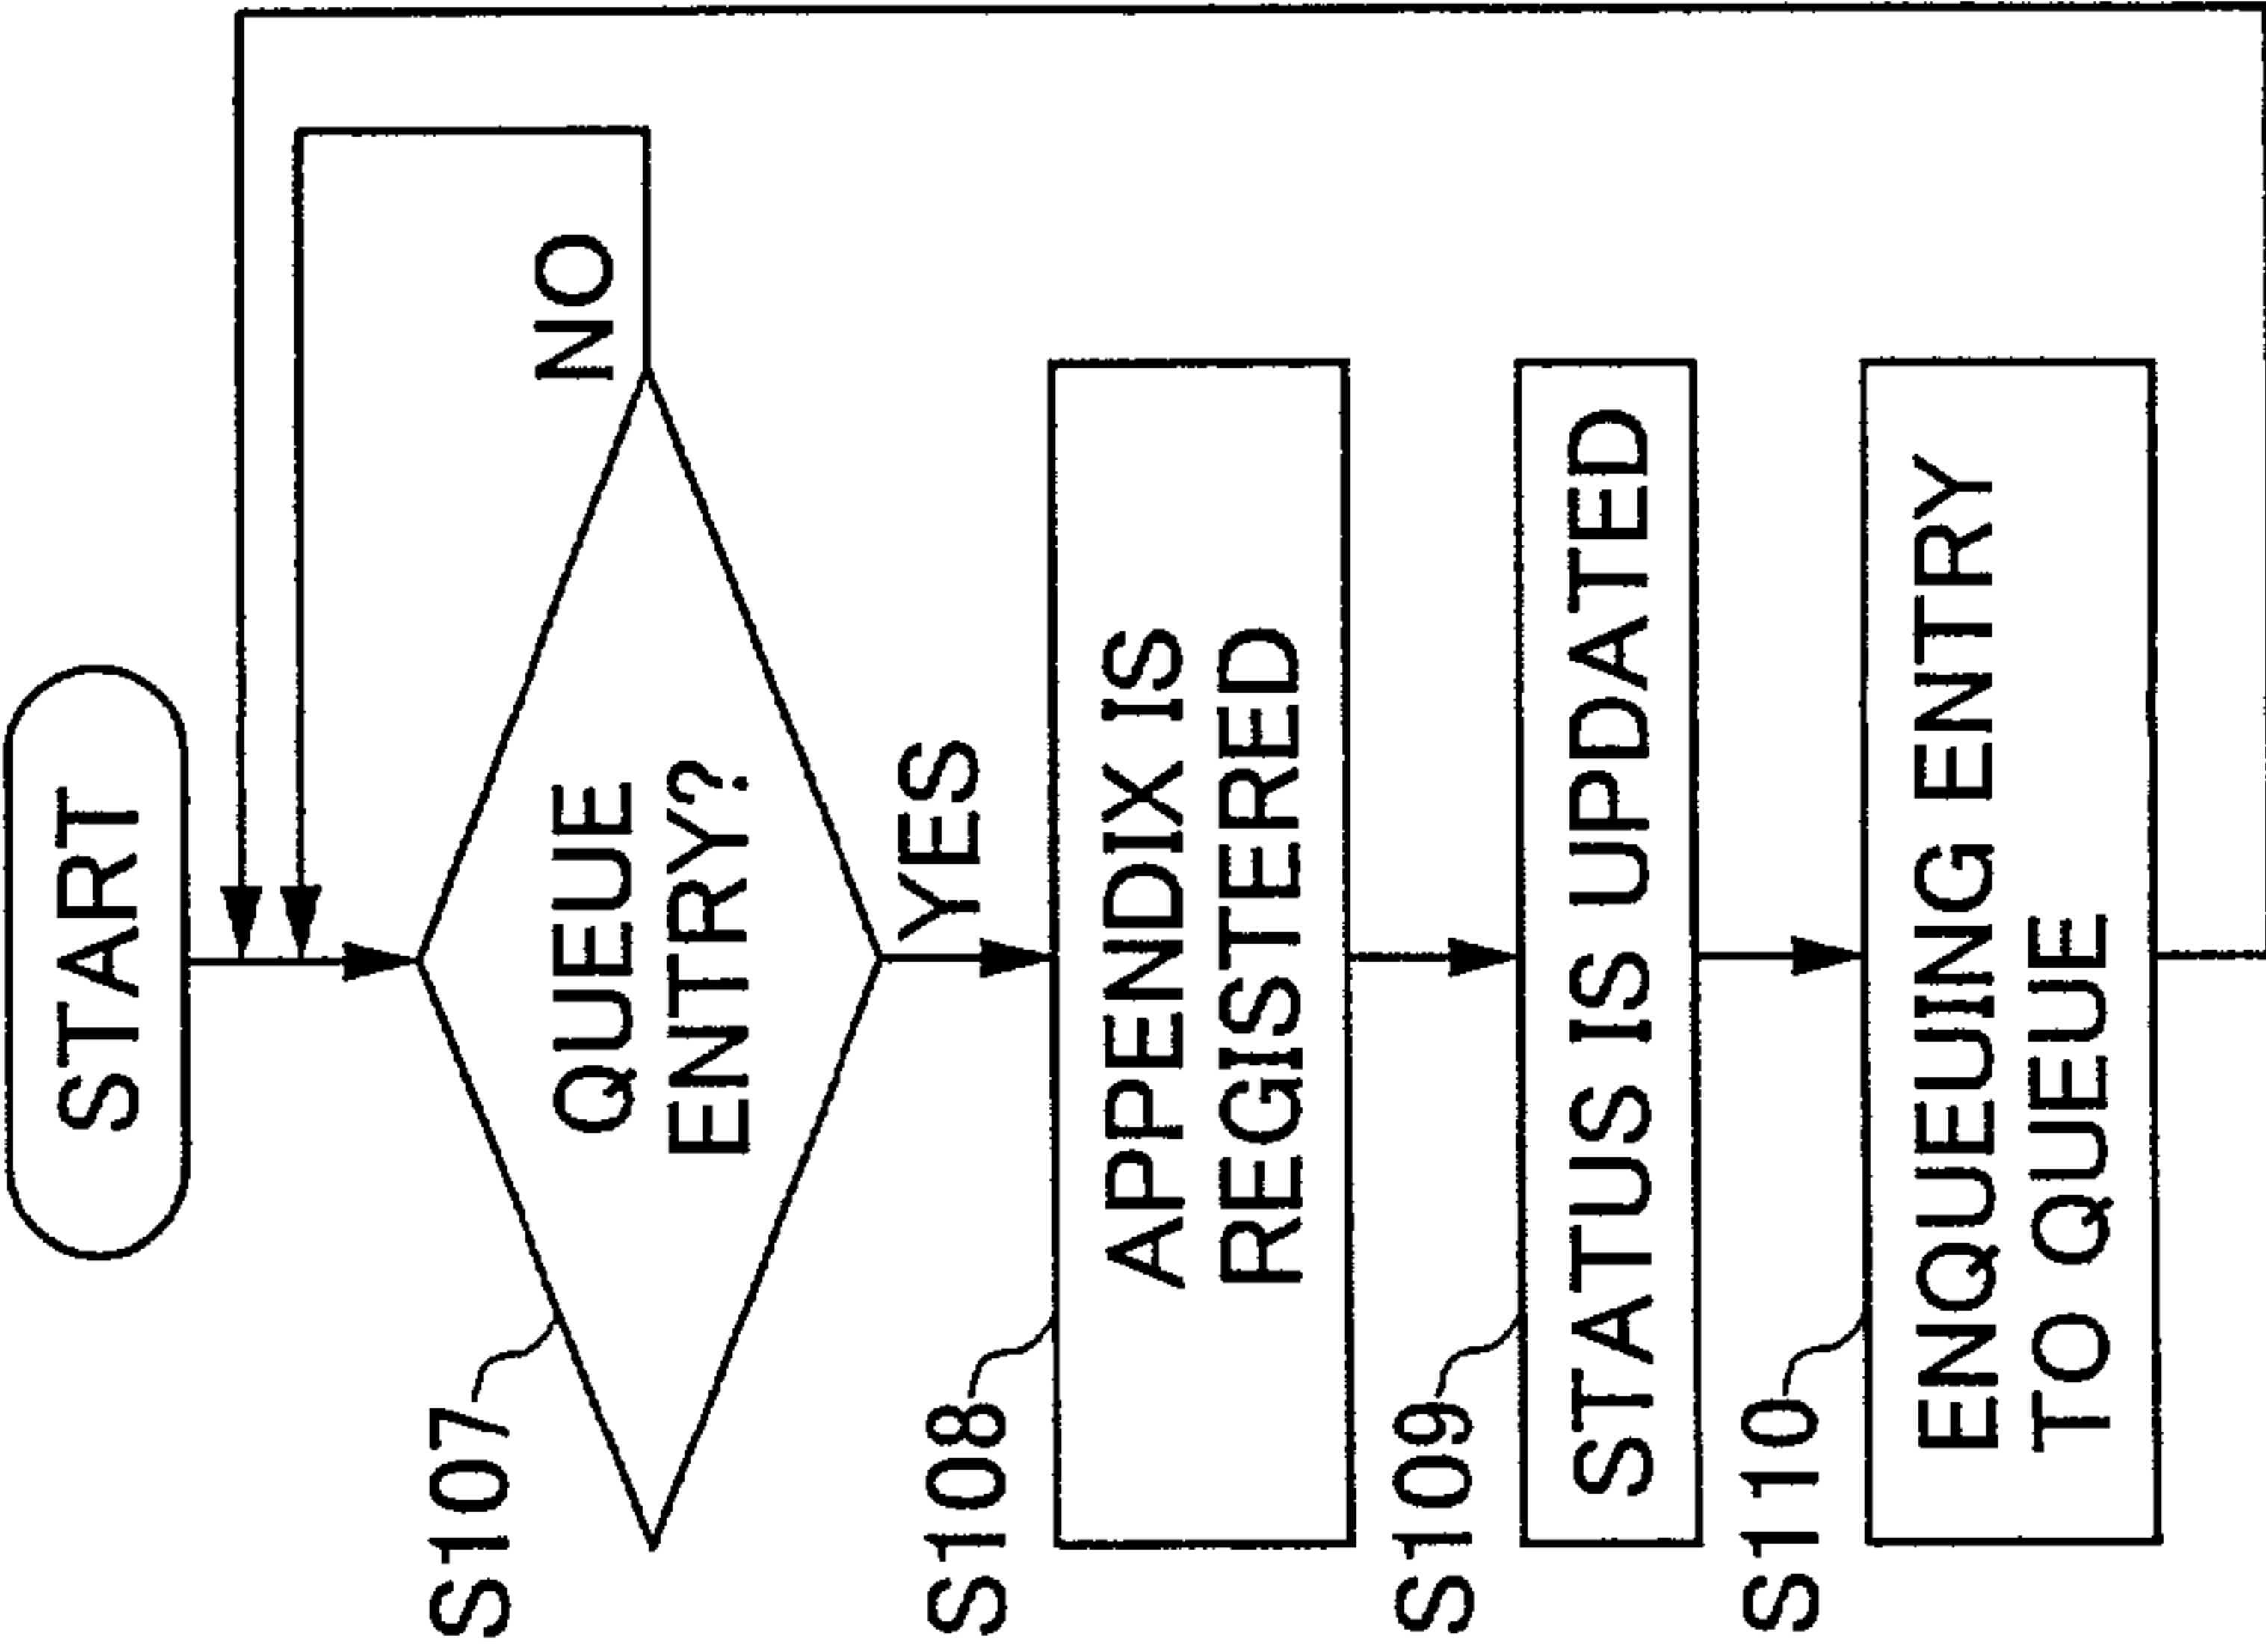 START
S107
QUEUE
ENTRY?
NO
YES
S108
APPENDIX IS
REGISTERED
S109
STATUS IS UPDATED
S110
ENQUEUING ENTRY
TO QUEUE